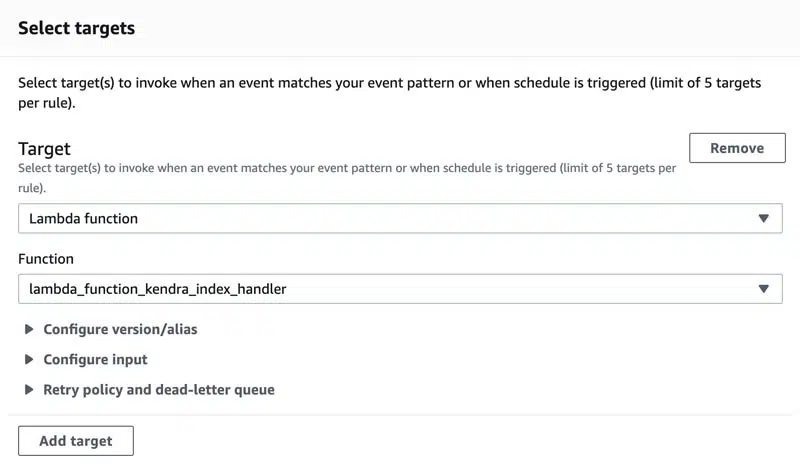 Select targets
Select target(s) to invoke when an event matches your event pattern or when schedule is triggered (limit of 5 targets
per rule).
Target
Remove
Select target(s) to invoke when an event matches your event pattern or when schedule is triggered (limit of 5 targets per
rule).
Lambda function
Function
lambda_function_kendra_index_handler
Configure version/alias
Configure input
Retry policy and dead-letter queue
Add target